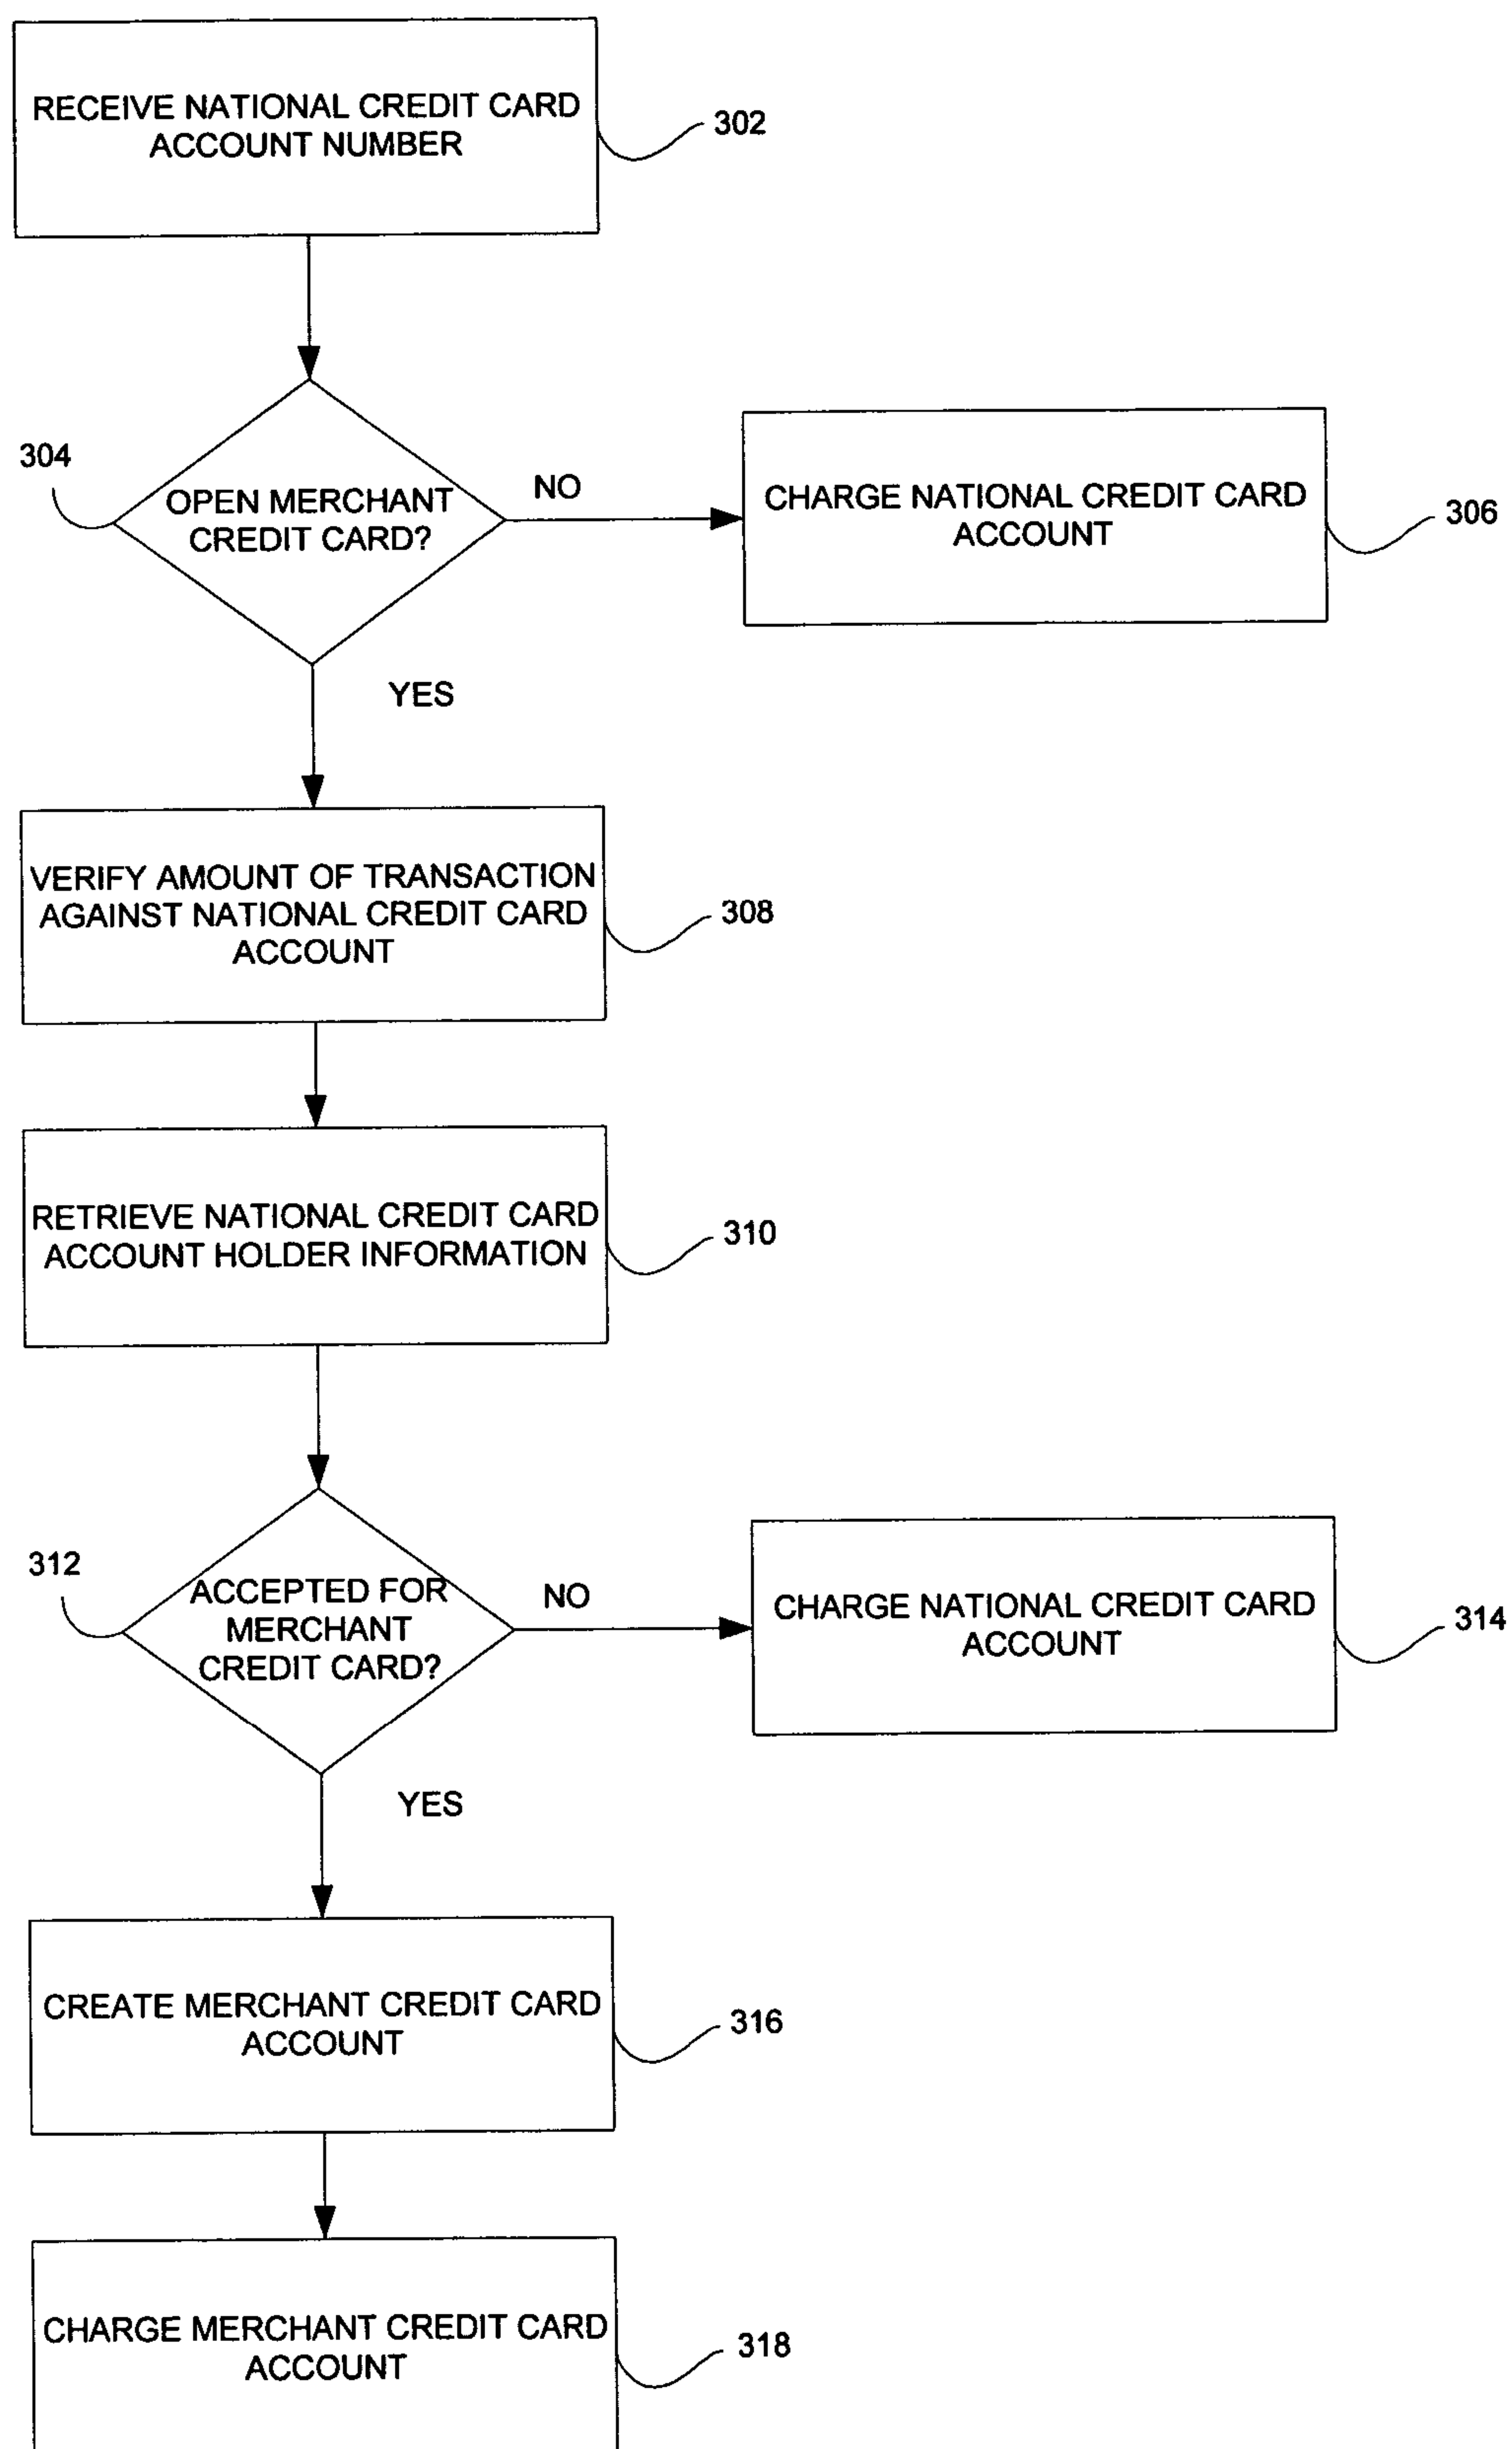 RECEIVE NATIONAL CREDIT CARD
ACCOUNT NUMBER
302
304
OPEN MERCHANT
CREDIT CARD?
NO
CHARGE NATIONAL CREDIT CARD
ACCOUNT
306
YES
VERIFY AMOUNT OF TRANSACTION
AGAINST NATIONAL CREDIT CARD
ACCOUNT
308
RETRIEVE NATIONAL CREDIT CARD
ACCOUNT HOLDER INFORMATION
310
312
ACCEPTED FOR
MERCHANT
CREDIT CARD?
NO
CHARGE NATIONAL CREDIT CARD
ACCOUNT
314
YES
CREATE MERCHANT CREDIT CARD
ACCOUNT
316
CHARGE MERCHANT CREDIT CARD
ACCOUNT
318